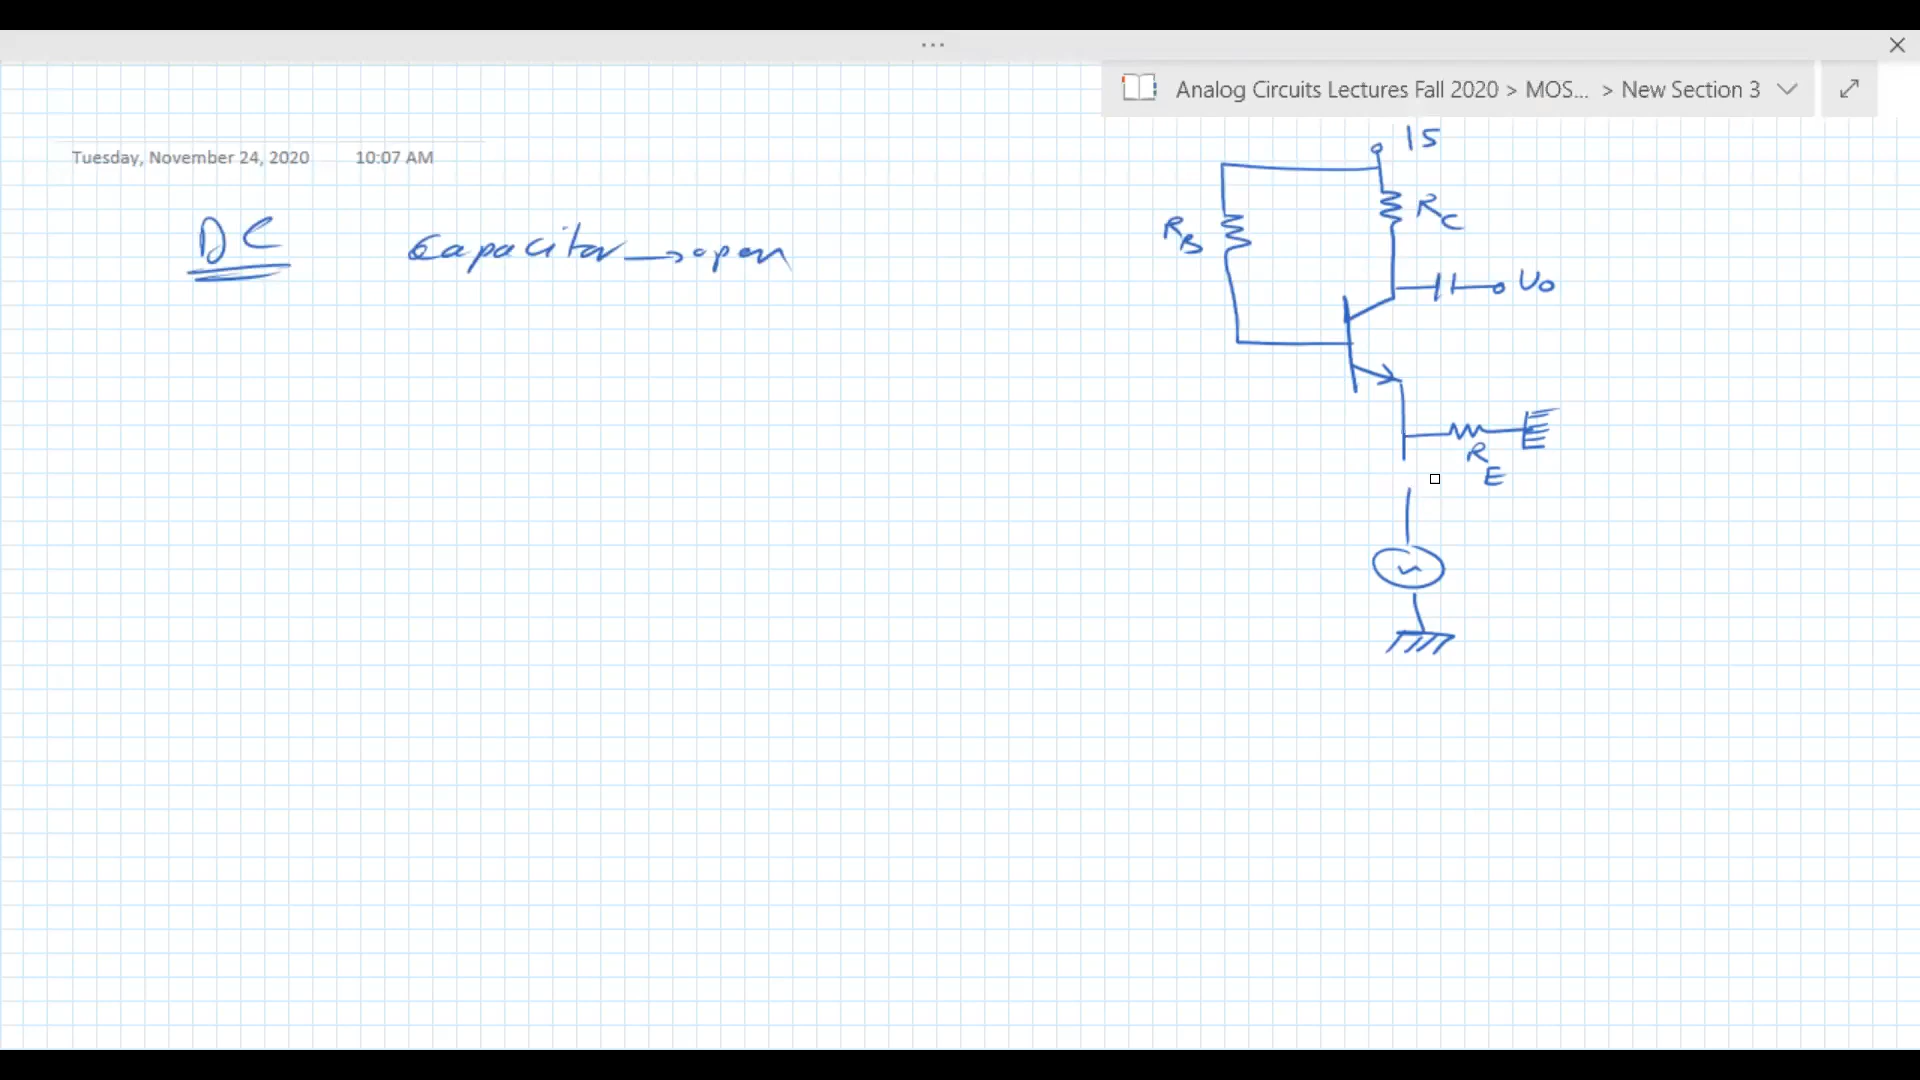 ...
Analog Circuits Lectures Fall 2020 > MOS... > New Section 3
Tuesday, November 24, 2020 10:07 AM
DC capacitor → open
15
RC
RB
Vo
RE